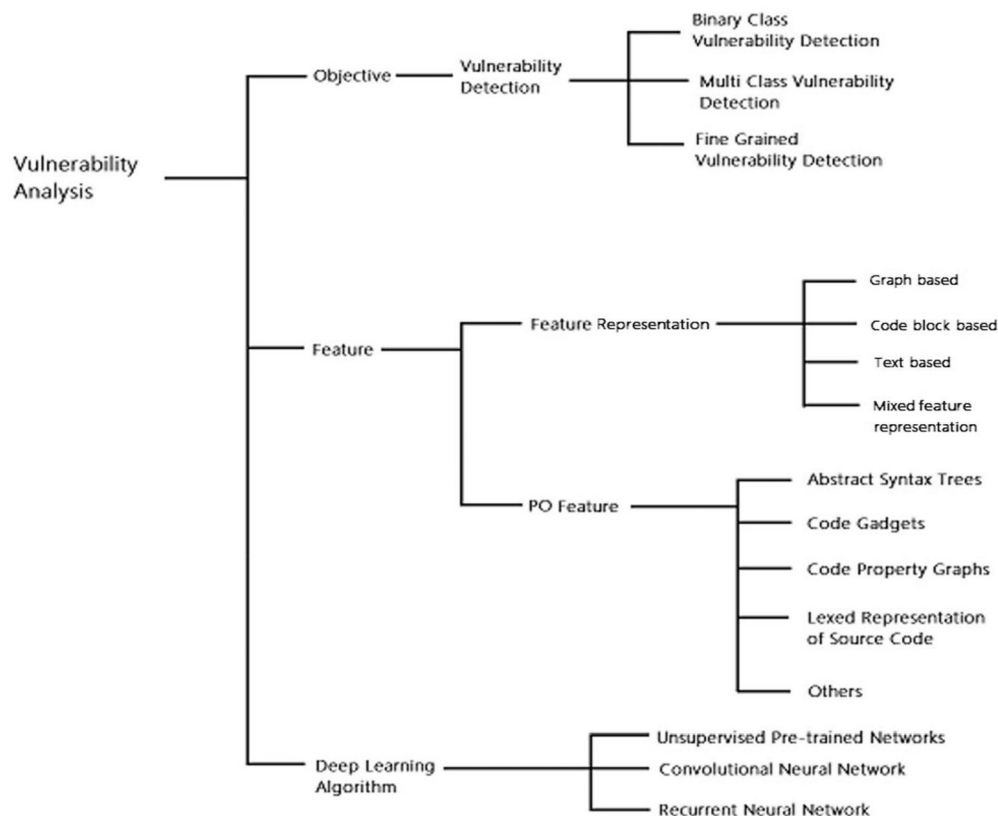 Binary Class
Vulnerability Detection
Objective
Vulnerability
Detection
Multi Class Vulnerability
Detection
Fine Grained
Vulnerability Detection
Vulnerability
Analysis
Graph based
Feature Representation
Code block based
Feature
Text based
Mixed feature
representation
Abstract Syntax Trees
PO Feature
Code Gadgets
Code Property Graphs
Lexed Representation
of Source Code
Others
Unsupervised Pre-trained Networks
Deep Learning
Algorithm
Convolutional Neural Network
Recurrent Neural Network